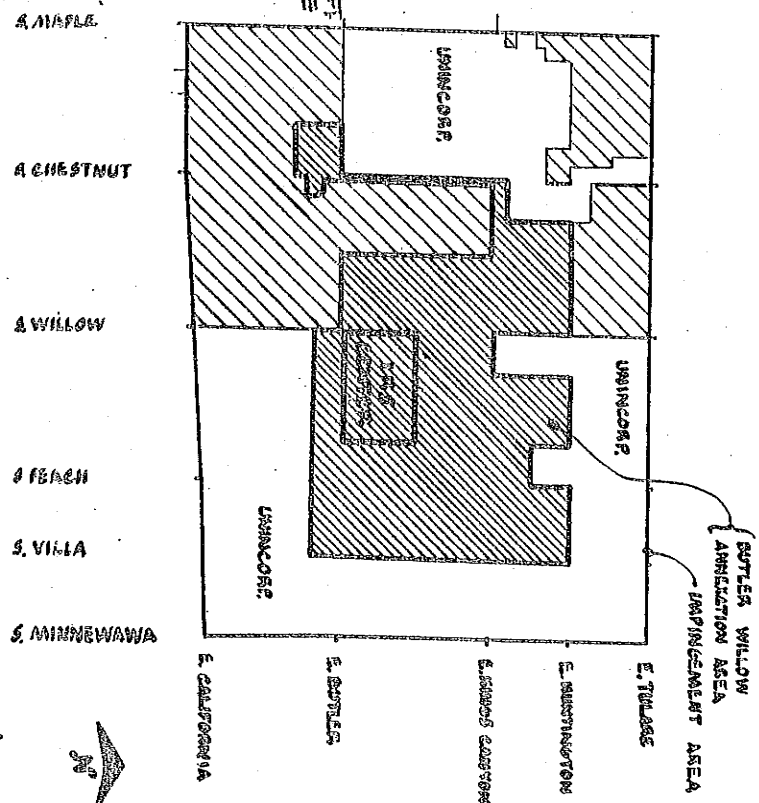 S. MAPLE
S. CHESTNUT
S. WILLOW
S. PEACH
S. VILLA
S. MINNEWAWA
UNINCORP.
UNINCORP.
UNINCORP.
BUTLER WILLOW
ANNEXATION AREA
IMPINGEMENT AREA
E. TULARE
E. HUNTINGTON
E. KINGS CANYON
E. BUTLER
E. CALIFORNIA
N